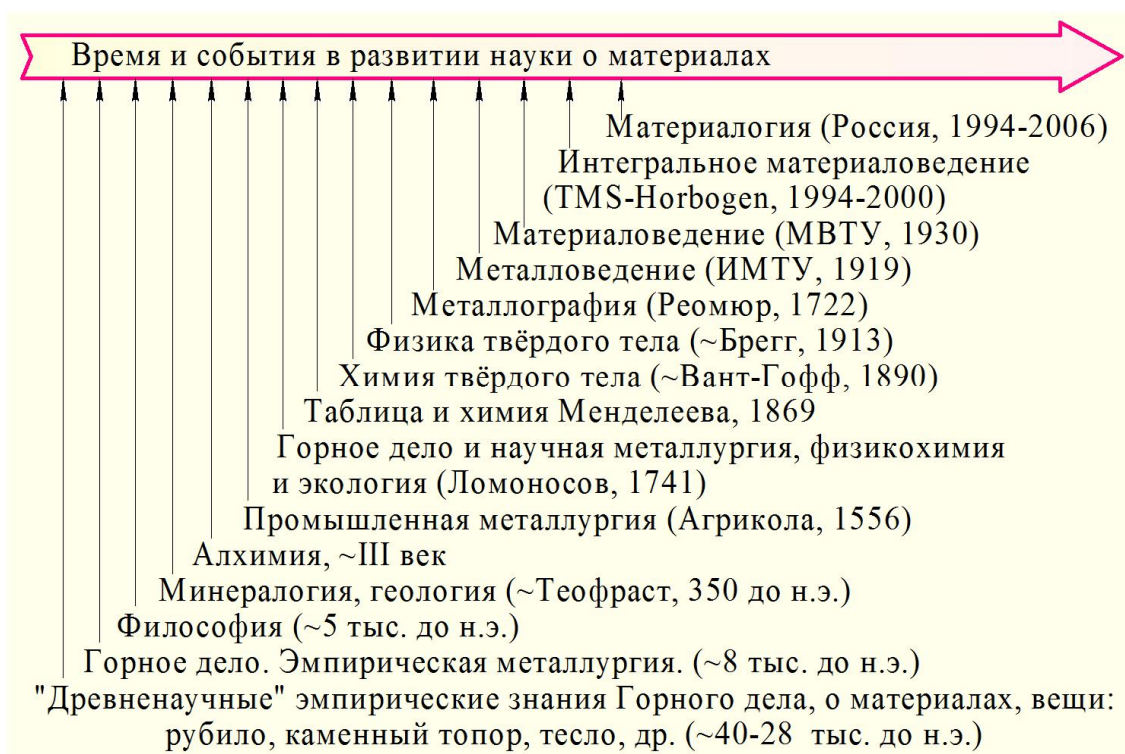 Время и события в развитии науки о материалах
Материалогия (Россия, 1994-2006)
Интегральное материаловедение
(TMS-Horbogen, 1994-2000)
Материаловедение (МВТУ, 1930)
Металловедение (ИМТУ, 1919)
Металлография (Реомюр, 1722)
Физика твёрдого тела (~Брегг, 1913)
Химия твёрдого тела (~Вант-Гофф, 1890)
Таблица и химия Менделеева, 1869
Горное дело и научная металлургия, физикохимия
и экология (Ломоносов, 1741)
Промышленная металлургия (Агрикола, 1556)
Алхимия, ~III век
Минералогия, геология (~Теофраст, 350 до н.э.)
Философия (~5 тыс. до н.э.)
Горное дело. Эмпирическая металлургия. (~8 тыс. до н.э.)
"Древненаучные" эмпирические знания Горного дела, о материалах, вещи:
рубило, каменный топор, тесло, др. (~40-28 тыс. до н.э.)